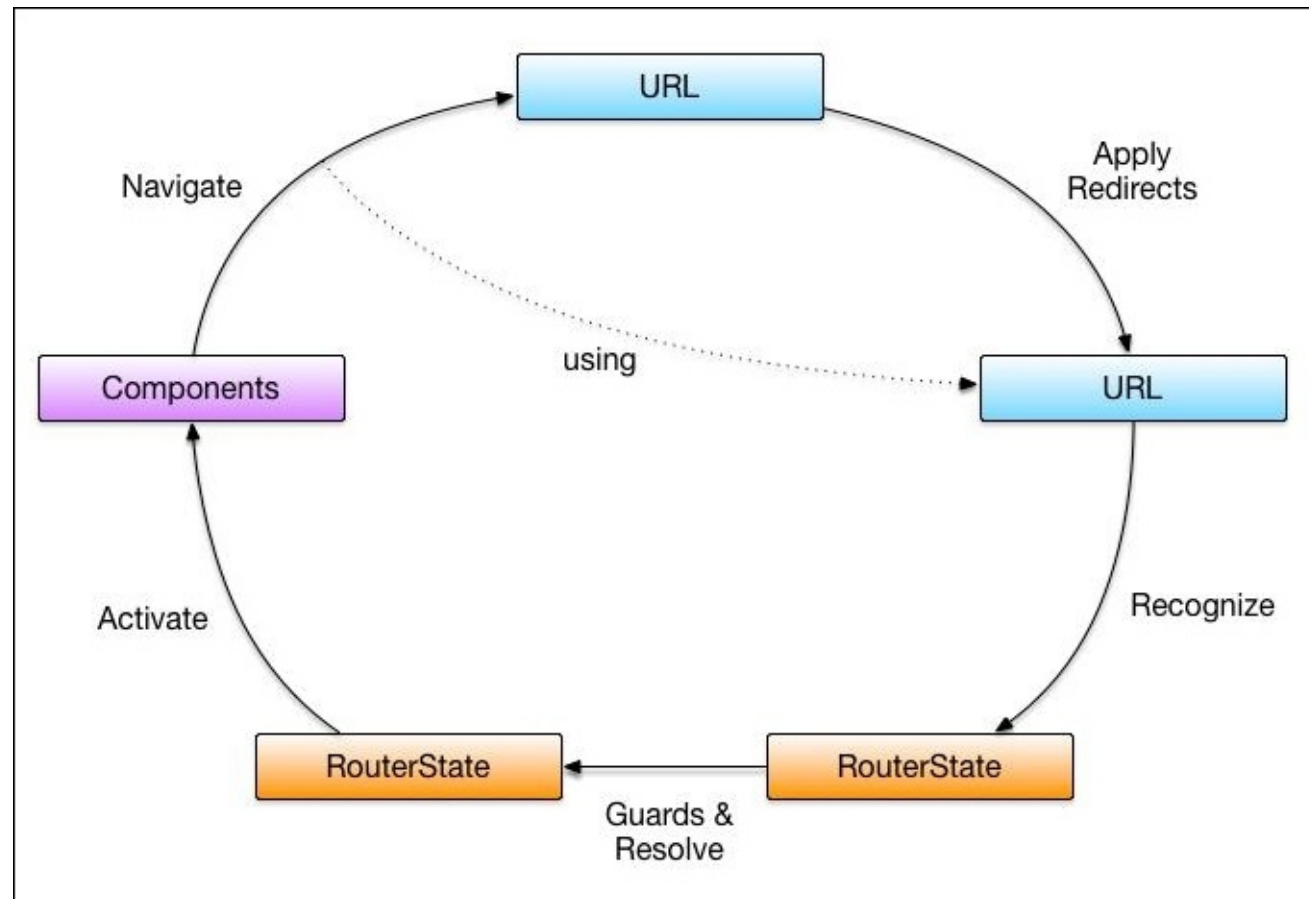 URL
Apply
Redirects
Navigate
using
Components
URL
Activate
Recognize
RouterState
RouterState
Guards &
Resolve